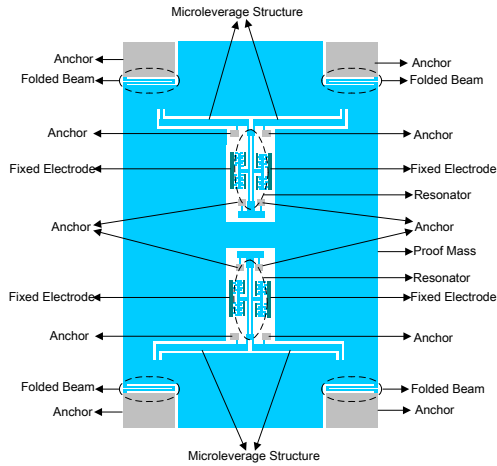 Microleverage Structure
Anchor
Anchor
Folded Beam
Folded Beam
Anchor
Anchor
Fixed Electrode
Fixed Electrode
Resonator
Anchor
Anchor
Proof Mass
Resonator
Fixed Electrode
Fixed Electrode
Anchor
Anchor
Folded Beam
Folded Beam
Anchor
Anchor
Microleverage Structure